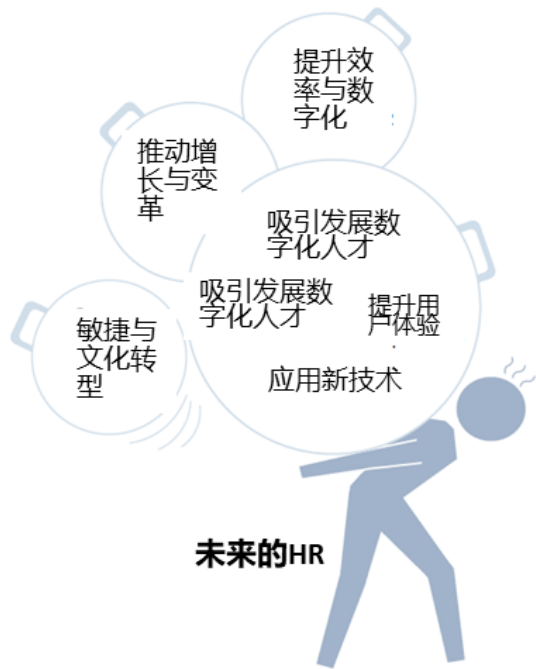 提升效
率与数
字化
推动增
长与变
革
吸引发展数
字化人才
吸引发展数
字化人才
提升用
户体验
敏捷与
文化转
型
应用新技术
未来的HR